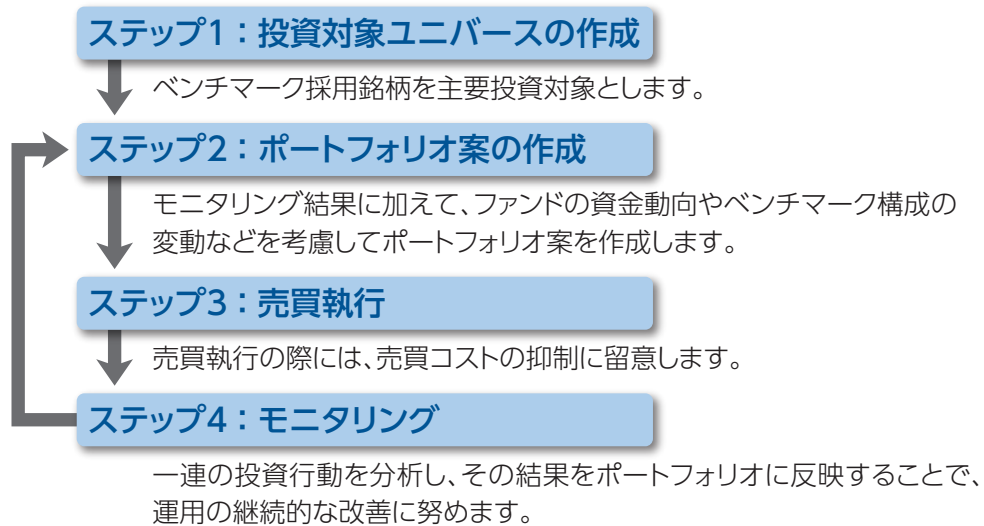 ステップ1：投資対象ユニバースの作成
ベンチマーク採用銘柄を主要投資対象とします。
ステップ2：ポートフォリオ案の作成
モニタリング結果に加えて、ファンドの資金動向やベンチマーク構成の
変動などを考慮してポートフォリオ案を作成します。
ステップ3：売買執行
売買執行の際には、売買コストの抑制に留意します。
ステップ4：モニタリング
一連の投資行動を分析し、その結果をポートフォリオに反映することで、
運用の継続的な改善に努めます。